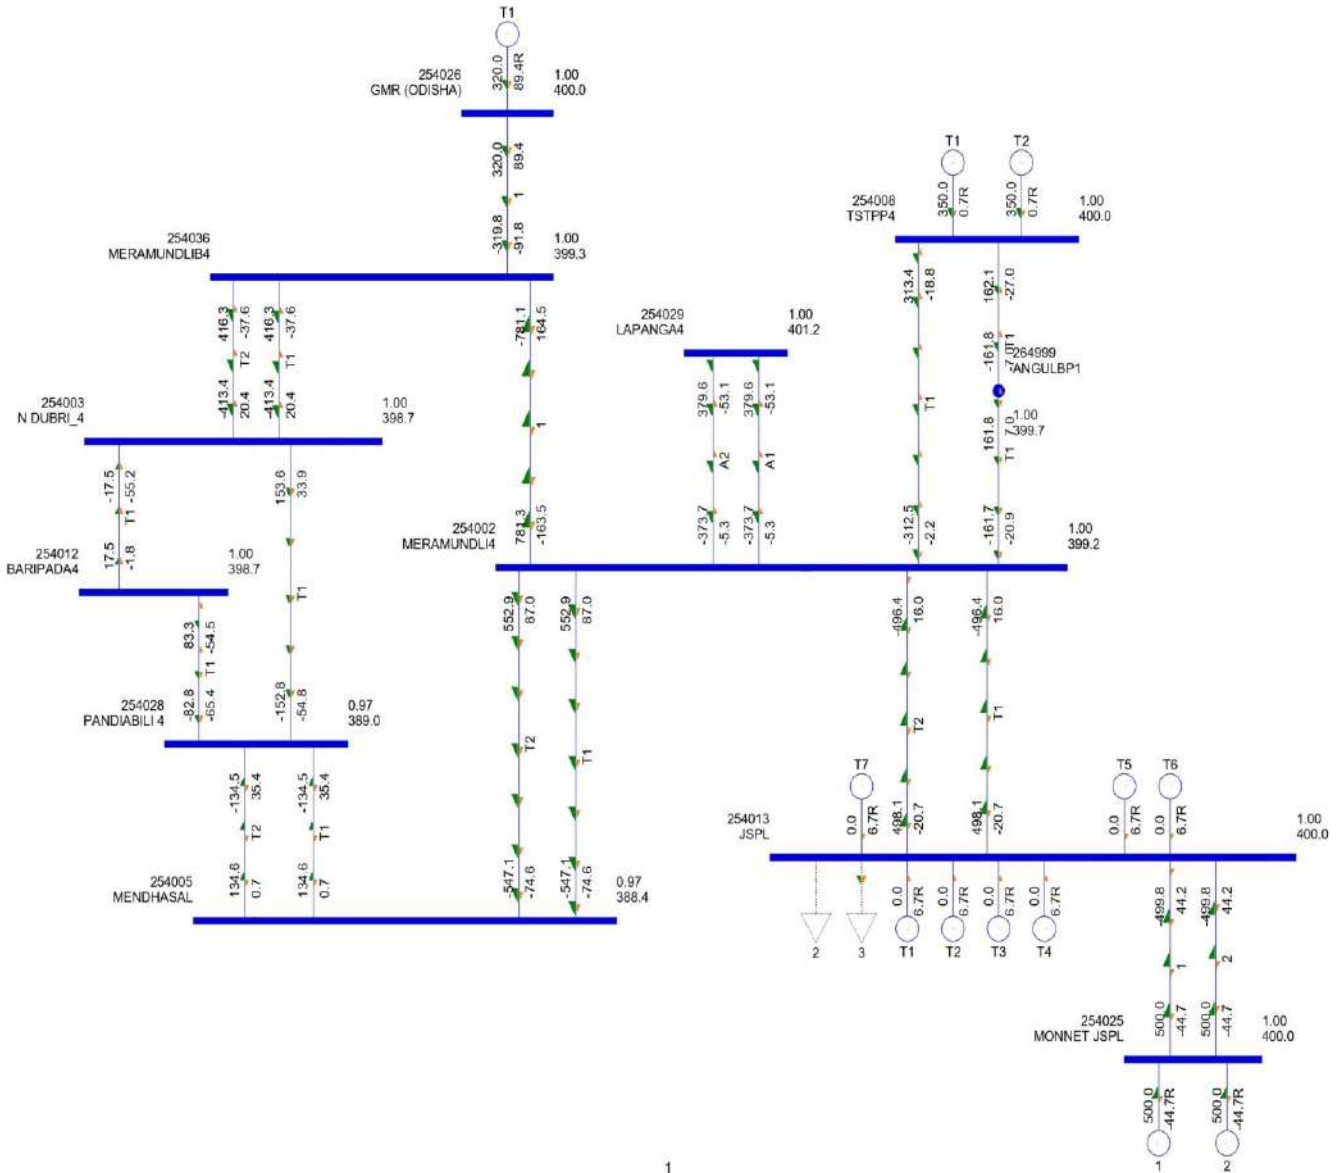 T1
320.0
89.4R
254026
GMR (ODISHA)
1.00
400.0
320.0
89.4
1
-319.8
-91.8
254036
MERAMUNDLIB4
1.00
399.3
T1
T2
350.0
0.7R
350.0
0.7R
254008
TSTPP4
1.00
400.0
416.3
-37.6
T2
-413.4
20.4
416.3
-37.6
T1
-413.4
20.4
-781.1
164.5
1
781.3
-163.5
313.4
-18.8
T1
-312.5
-2.2
162.1
-27.0
T1
-161.8
7.0
264999
ANGULBP1
1.00
399.7
161.8
7.0
T1
-161.7
-20.9
254029
LAPANGA4
1.00
401.2
379.6
-53.1
A2
-373.7
-5.3
379.6
-53.1
A1
-373.7
-5.3
254003
N DUBRI_4
1.00
398.7
-17.5
-55.2
T1
17.5
-1.8
153.6
33.9
T1
-152.8
-54.8
254002
MERAMUNDLI4
1.00
399.2
254012
BARIPADA4
1.00
398.7
83.3
-54.5
T1
-82.8
-65.4
552.9
87.0
T2
-547.1
-74.6
552.9
87.0
T1
-547.1
-74.6
-496.4
16.0
T2
498.1
-20.7
-496.4
16.0
T1
498.1
-20.7
254028
PANDIABILI 4
0.97
389.0
-134.5
35.4
T2
134.6
0.7
-134.5
35.4
T1
134.6
0.7
254005
MENDHASAL
0.97
388.4
T7
0.0
6.7R
T5
0.0
6.7R
T6
0.0
6.7R
254013
JSPL
1.00
400.0
2
3
0.0
6.7R
T1
0.0
6.7R
T2
0.0
6.7R
T3
0.0
6.7R
T4
-499.8
44.2
1
500.0
-44.7
-499.8
44.2
2
500.0
-44.7
254025
MONNET JSPL
1.00
400.0
500.0
-44.7R
1
500.0
-44.7R
2
1